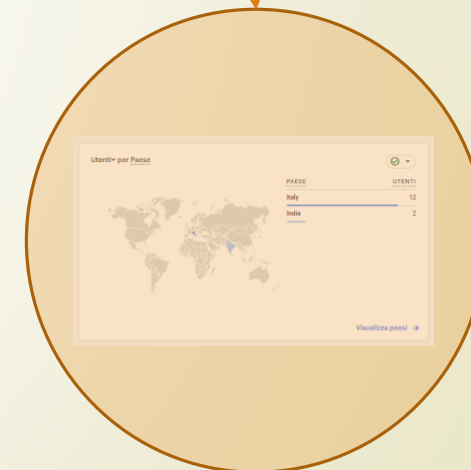 Utenti▾ per Paese
PAESE UTENTI
Italy 12
India 2
Visualizza paesi →